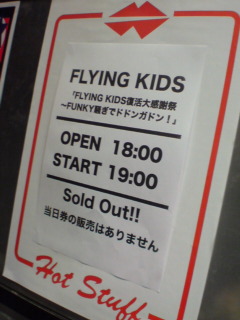 FLYING KIDS
「FLYING KIDS復活大感謝祭
～FUNKY騒ぎでドドンガドン！」
OPEN 18:00
START 19:00
Sold Out!!
当日券の販売はありません
Hot Stuff